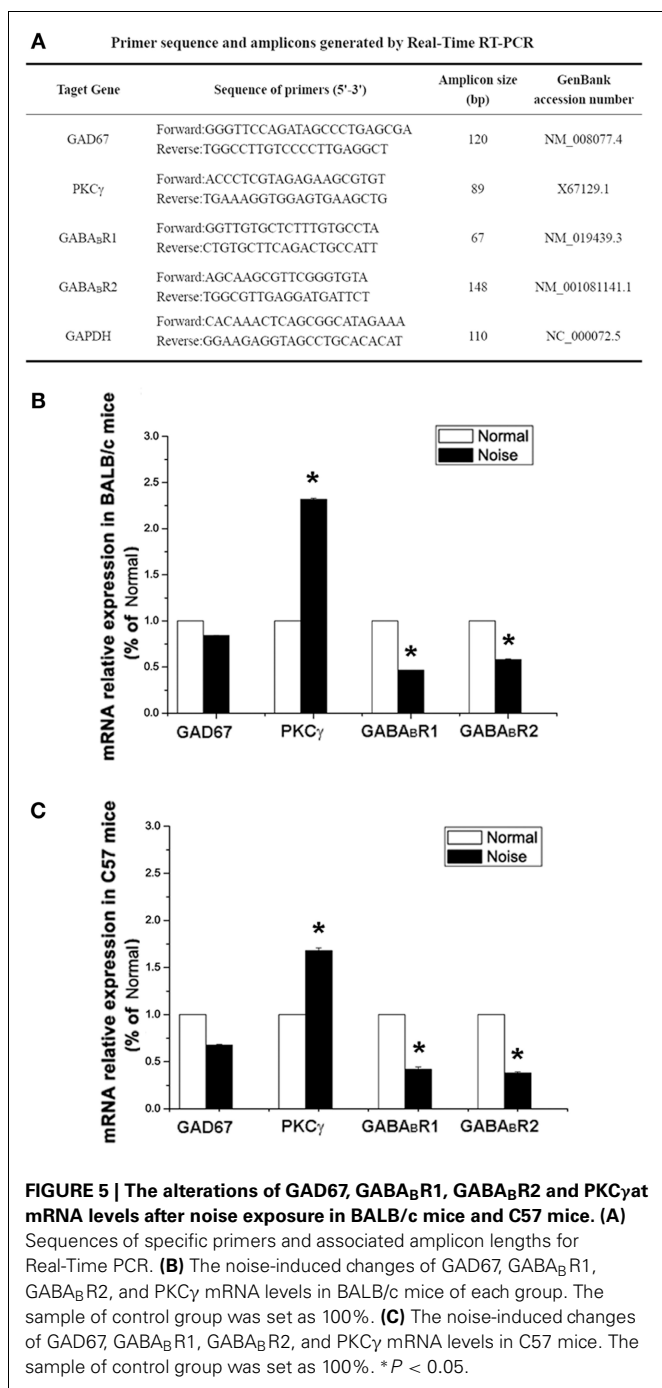 A
Primer sequence and amplicons generated by Real-Time RT-PCR
Taget Gene Sequence of primers (5'-3') Amplicon size (bp) GenBank accession number
GAD67 Forward:GGGTTCCAGATAGCCCTGAGCGA 120 NM_008077.4
Reverse:TGGCCTTGTCCCCTTGAGGCT
PKCγ Forward:ACCCTCGTAGAGAAGCGTGT 89 X67129.1
Reverse:TGAAAGGTGGAGTGAAGCTG
GABABR1 Forward:GGTTGTGCTCTTTGTGCCTA 67 NM_019439.3
Reverse:CTGTGCTTCAGACTGCCATT
GABABR2 Forward:AGCAAGCGTTCGGGTGTA 148 NM_001081141.1
Reverse:TGGCGTTGAGGATGATTCT
GAPDH Forward:CACAAACTCAGCGGCATAGAAA 110 NC_000072.5
Reverse:GGAAGAGGTAGCCTGCACACAT
B
mRNA relative expression in BALB/c mice
(% of Normal)
3.0
2.5
2.0
1.5
1.0
0.5
0.0
Normal
Noise
*
*
*
GAD67 PKCγ GABABR1 GABABR2
C
mRNA relative expression in C57 mice
(% of Normal)
3.0
2.5
2.0
1.5
1.0
0.5
0.0
Normal
Noise
*
*
*
GAD67 PKCγ GABABR1 GABABR2
FIGURE 5 | The alterations of GAD67, GABABR1, GABABR2 and PKCγat
mRNA levels after noise exposure in BALB/c mice and C57 mice. (A)
Sequences of specific primers and associated amplicon lengths for
Real-Time PCR. (B) The noise-induced changes of GAD67, GABABR1,
GABABR2, and PKCγ mRNA levels in BALB/c mice of each group. The
sample of control group was set as 100%. (C) The noise-induced changes
of GAD67, GABABR1, GABABR2, and PKCγ mRNA levels in C57 mice. The
sample of control group was set as 100%. *P < 0.05.